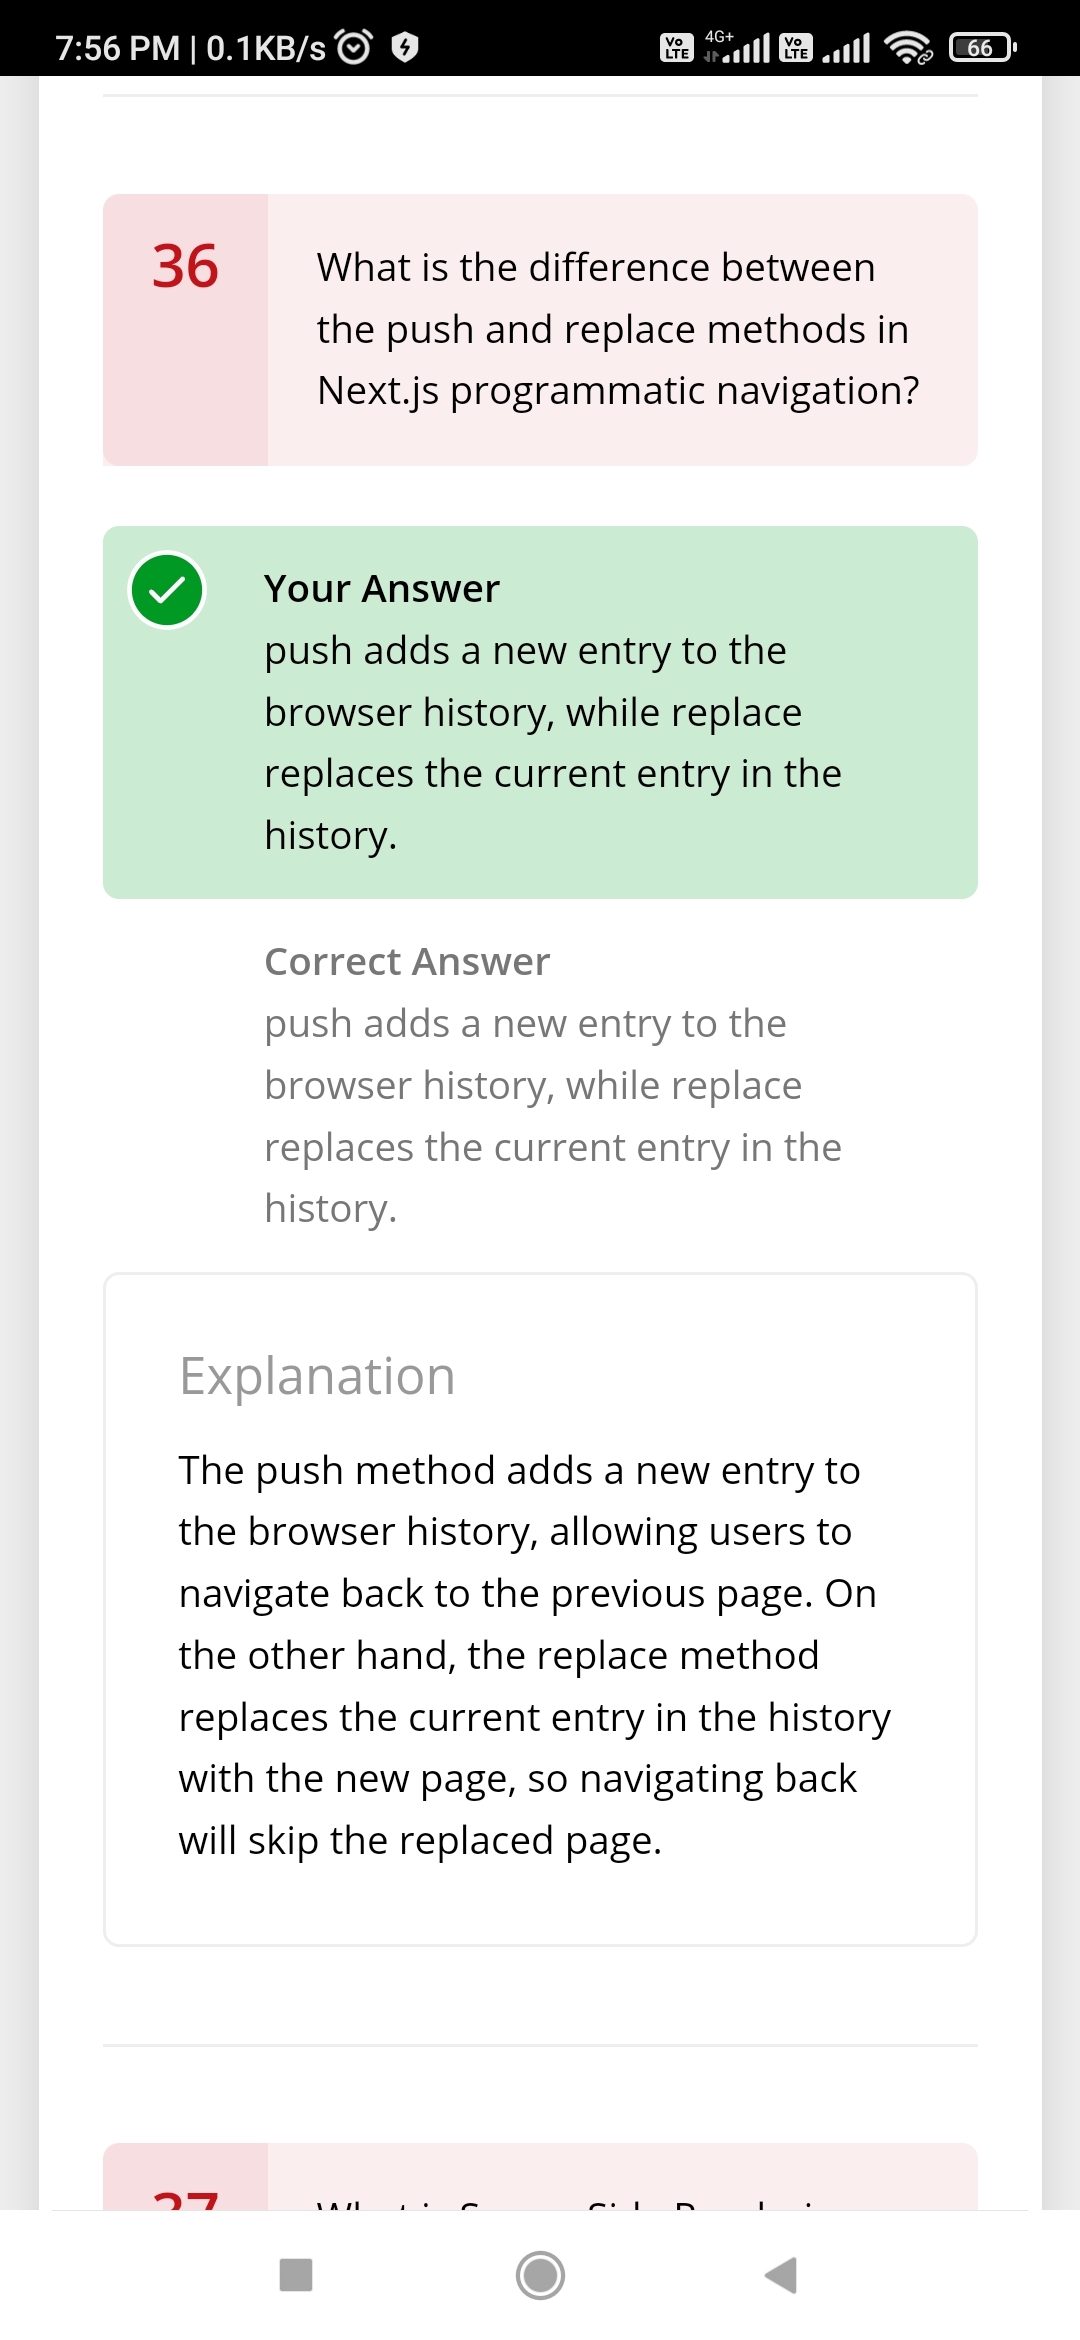 7:56 PM | 0.1KB/s
Vo LTE 4G+ Vo LTE 66
36
What is the difference between
the push and replace methods in
Next.js programmatic navigation?
Your Answer
push adds a new entry to the
browser history, while replace
replaces the current entry in the
history.
Correct Answer
push adds a new entry to the
browser history, while replace
replaces the current entry in the
history.
Explanation
The push method adds a new entry to
the browser history, allowing users to
navigate back to the previous page. On
the other hand, the replace method
replaces the current entry in the history
with the new page, so navigating back
will skip the replaced page.
37